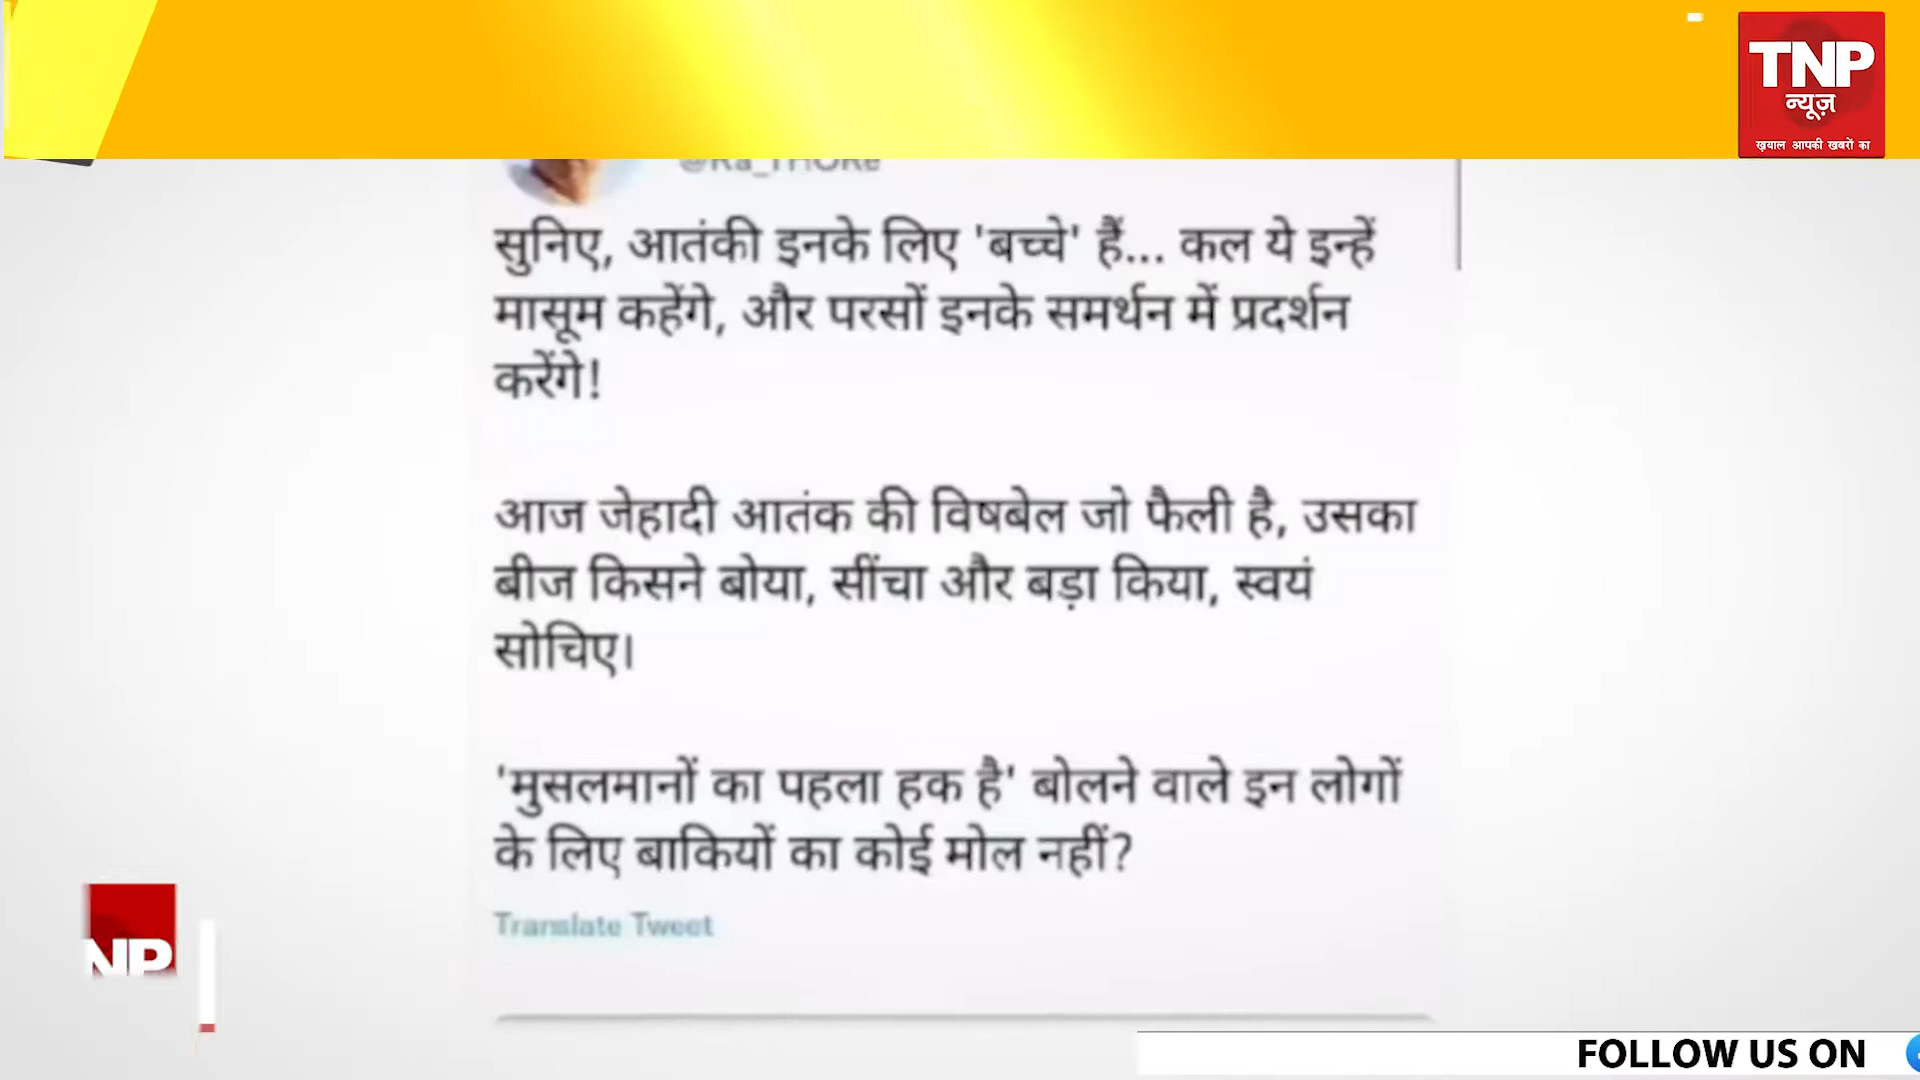 TNP
न्यूज़
ख़याल आपकी खबरों का
@Ra_THORe
सुनिए, आतंकी इनके लिए 'बच्चे' हैं... कल ये इन्हें
मासूम कहेंगे, और परसों इनके समर्थन में प्रदर्शन
करेंगे!
आज जेहादी आतंक की विषबेल जो फैली है, उसका
बीज किसने बोया, सींचा और बड़ा किया, स्वयं
सोचिए।
'मुसलमानों का पहला हक है' बोलने वाले इन लोगों
के लिए बाकियों का कोई मोल नहीं?
Translate Tweet
NP
FOLLOW US ON